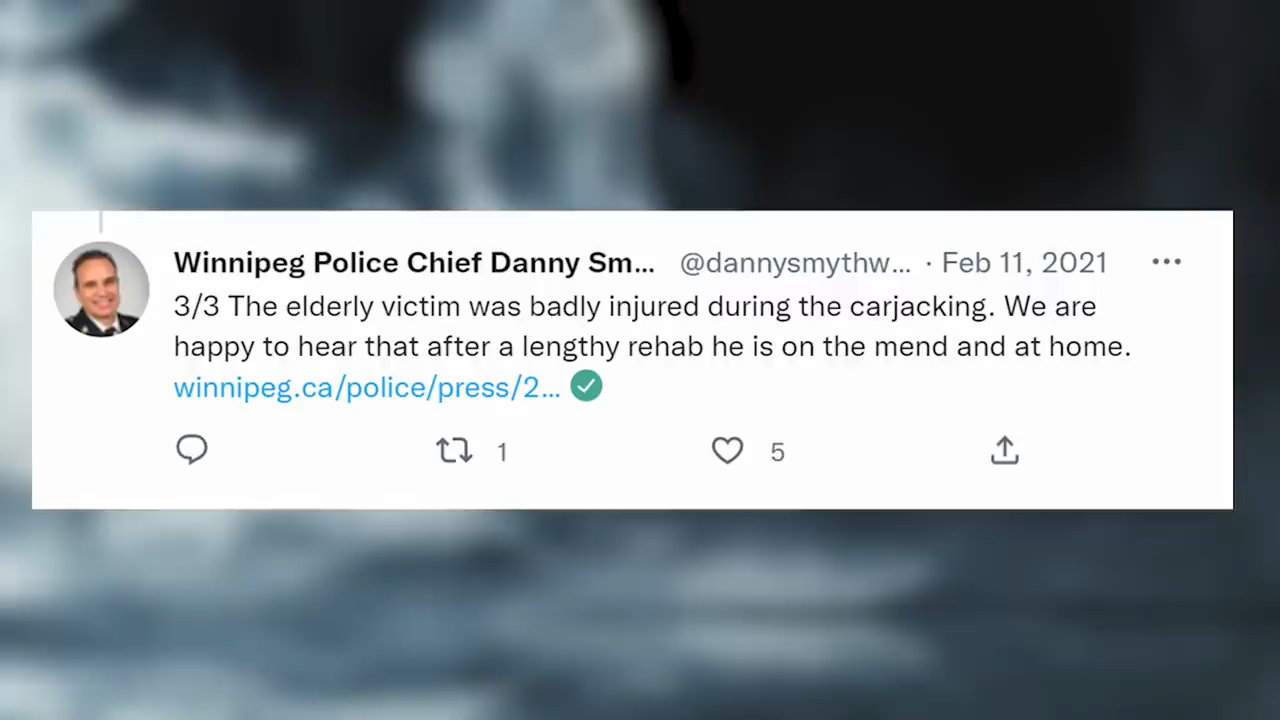 Winnipeg Police Chief Danny Sm... @dannysmythw... · Feb 11, 2021
3/3 The elderly victim was badly injured during the carjacking. We are
happy to hear that after a lengthy rehab he is on the mend and at home.
winnipeg.ca/police/press/2...
1 5